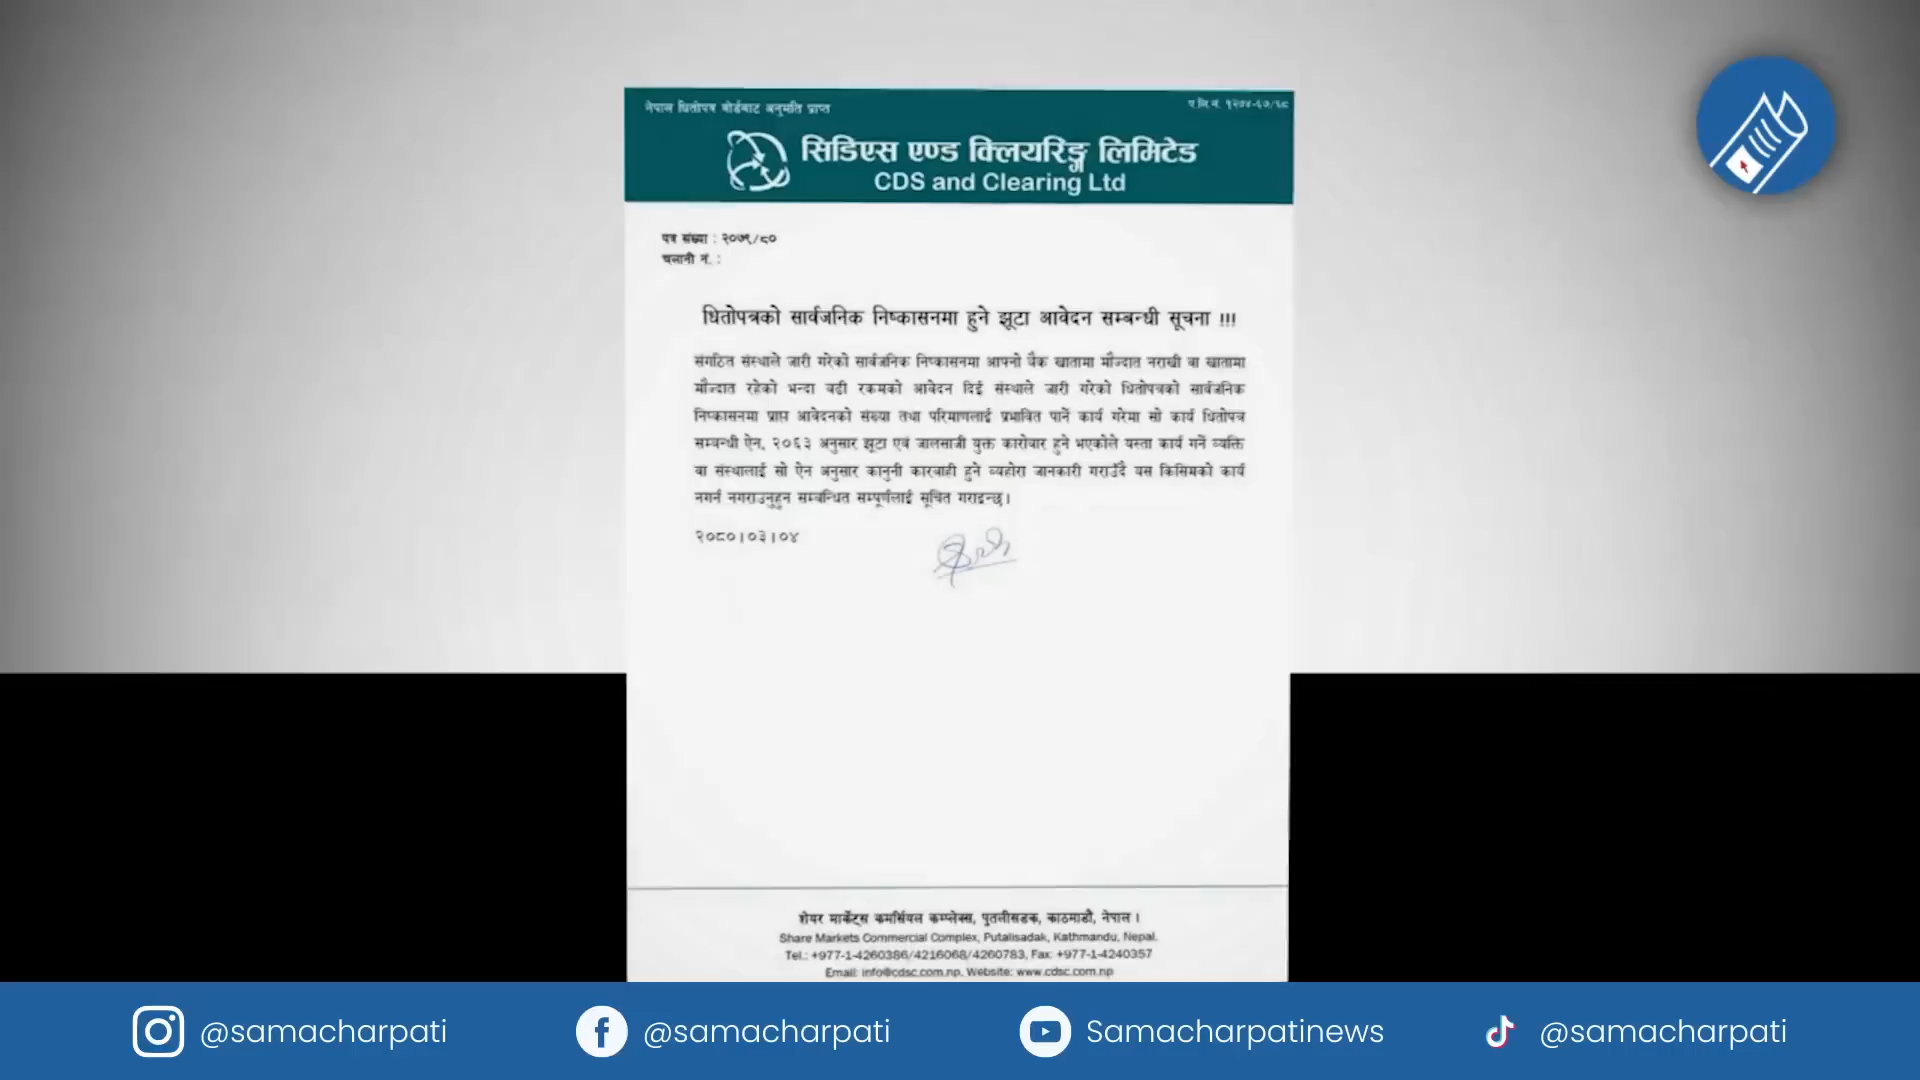 नेपाल धितोपत्र बोर्डबाट अनुमति प्राप्त
प.लि.नं. १२७४-६७/६८
सिडिएस एण्ड क्लियरिङ्ग लिमिटेड
CDS and Clearing Ltd
पत्र संख्या : २०७९/८०
चलानी नं. :
धितोपत्रको सार्वजनिक निष्कासनमा हुने झूटा आवेदन सम्बन्धी सूचना !!!
संगठित संस्थाले जारी गरेको सार्वजनिक निष्कासनमा आफ्नो बैंक खातामा मौज्दात नराखी वा खातामा
मौज्दात रहेको भन्दा बढी रकमको आवेदन दिई संस्थाले जारी गरेको धितोपत्रको सार्वजनिक
निष्कासनमा प्राप्त आवेदनको संख्या तथा परिमाणलाई प्रभावित पार्ने कार्य गरेमा सो कार्य धितोपत्र
सम्बन्धी ऐन, २०६३ अनुसार झूटा एवं जालसाजी युक्त कारोबार हुने भएकोले यस्ता कार्य गर्ने व्यक्ति
वा संस्थालाई सो ऐन अनुसार कानुनी कारबाही हुने व्यहोरा जानकारी गराउँदै यस किसिमको कार्य
नगर्न नगराउनुहुन सम्बन्धित सम्पूर्णलाई सूचित गराइन्छ।
२०८०।०३।०४
शेयर मार्केट्स कमर्सियल कम्प्लेक्स, पुतलीसडक, काठमाडौं, नेपाल ।
Share Markets Commercial Complex, Putalisadak, Kathmandu, Nepal.
Tel.: +977-1-4260386/4216068/4260783, Fax: +977-1-4240357
Email: info@cdsc.com.np. Website: www.cdsc.com.np
@samacharpati
@samacharpati
Samacharpatinews
@samacharpati